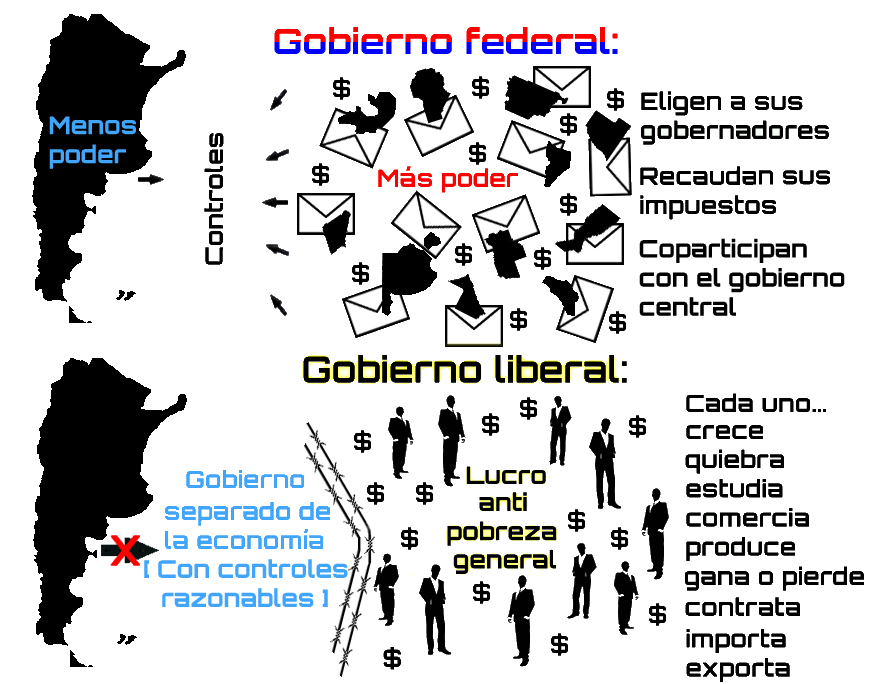 Gobierno federal:
Menos
poder
Controles
Más poder
Eligen a sus
gobernadores
Recaudan sus
impuestos
Coparticipan
con el gobierno
central
$
$
$
$
$
$
$
$
$
$
$
$
Gobierno liberal:
X
Gobierno
separado de
la economía
[ Con controles
razonables ]
Lucro
anti
pobreza
general
Cada uno...
crece
quiebra
estudia
comercia
produce
gana o pierde
contrata
importa
exporta
$
$
$
$
$
$
$
$
$
$
$
$
$